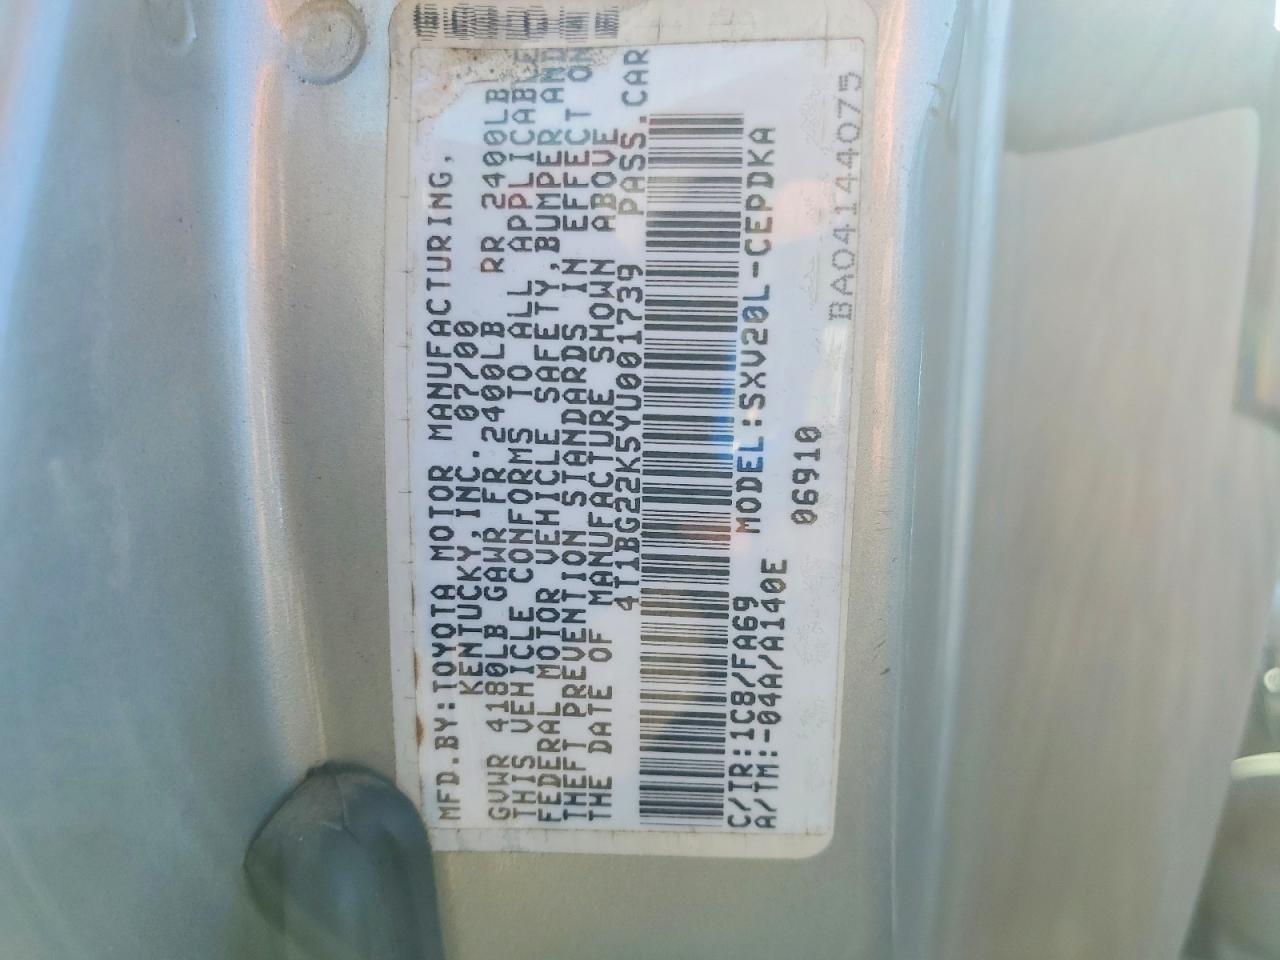 MFD.BY:TOYOTA MOTOR MANUFACTURING,
KENTUCKY, INC. 07/00
GVWR 4180LB GAWR FR 2400LB RR 2400LB
THIS VEHICLE CONFORMS TO ALL APPLICABLE
FEDERAL MOTOR VEHICLE SAFETY,BUMPER AND
THEFT PREVENTION STANDARDS IN EFFECT ON
THE DATE OF MANUFACTURE SHOWN ABOVE
4T1BG22K5YU001739 PASS.CAR
C/TR:1C8/FA69 MODEL:SXV20L-CEPDKA
A/TM:-04A/A140E 06910
BA04144075